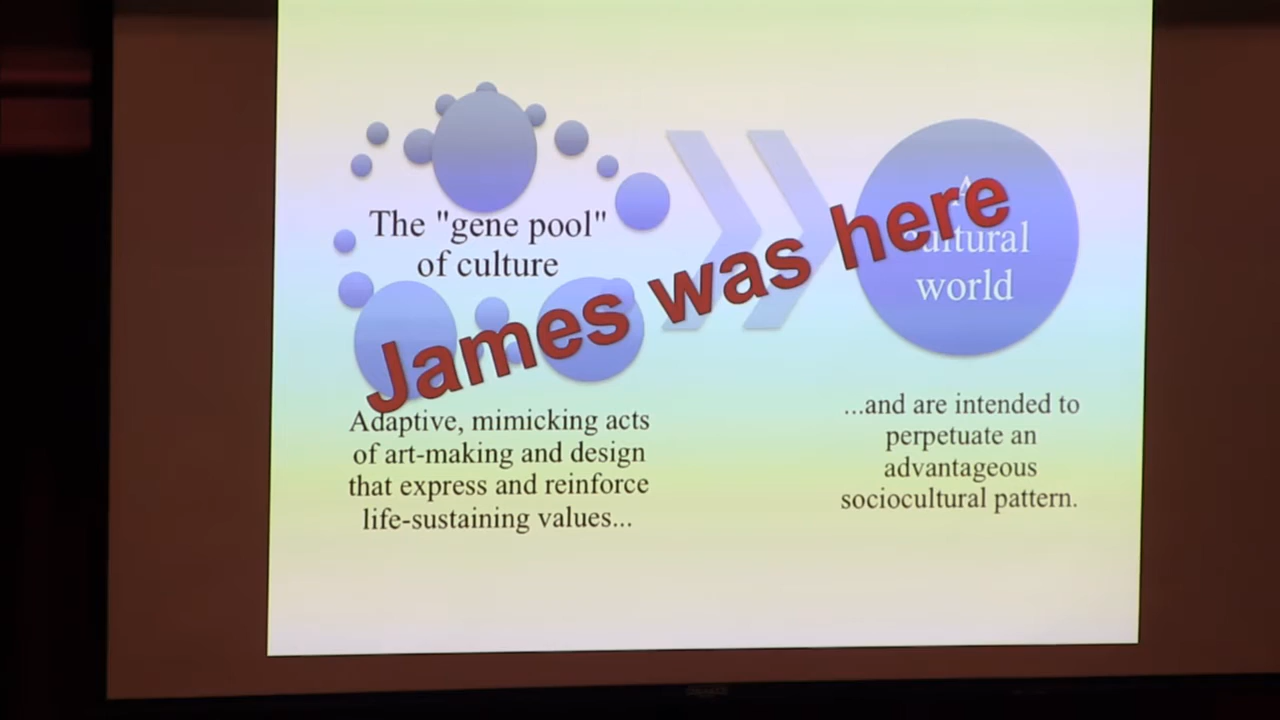 The "gene pool"
of culture
A
cultural
world
James was here
Adaptive, mimicking acts
of art-making and design
that express and reinforce
life-sustaining values...
...and are intended to
perpetuate an
advantageous
sociocultural pattern.